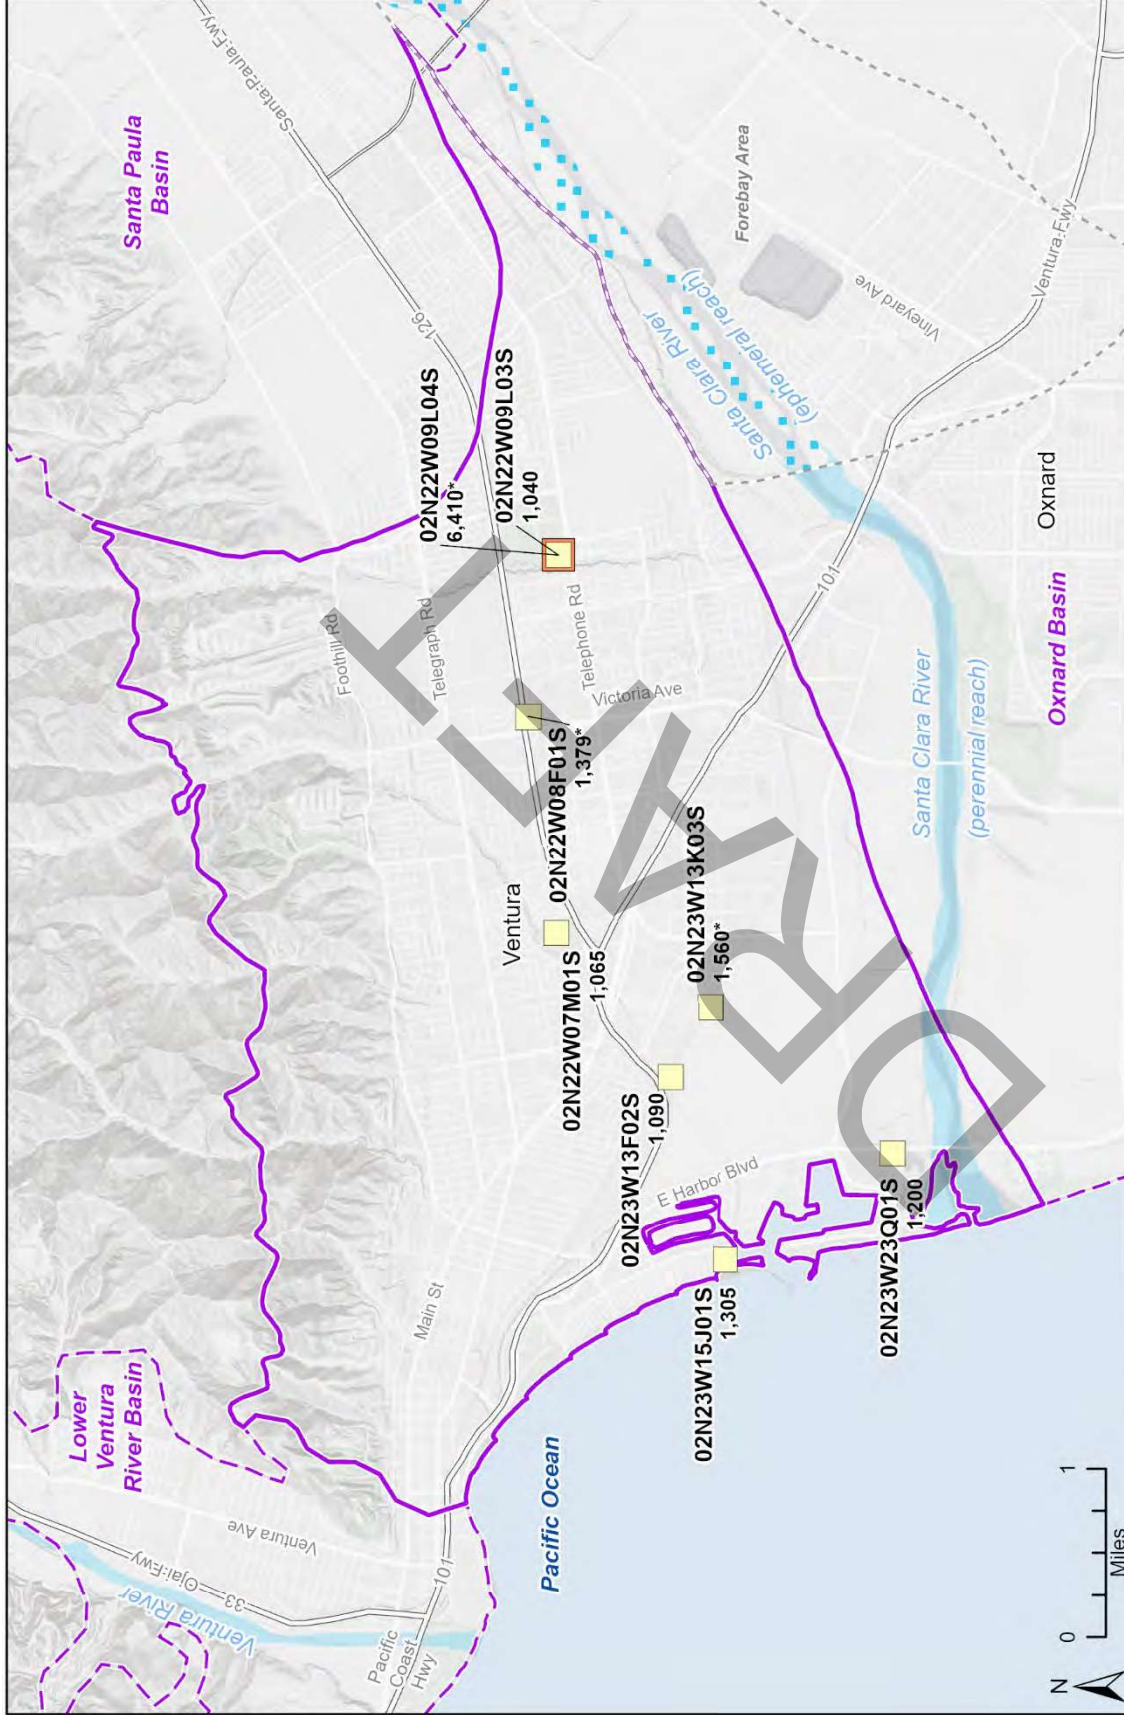 Santa Paula
Basin
Santa-Paula-Fwy
126
Lower
Ventura
River Basin
Ventura Ave
33
Ojai-Fwy
Ventura River
Pacific
Coast
Hwy
101
Main St
Foothill Rd
Telegraph Rd
Telephone Rd
Victoria Ave
E Harbor Blvd
Ventura
02N22W09L04S
6,410*
02N22W09L03S
1,040
02N22W08F01S
1,379*
02N22W07M01S
1,065
02N23W13K03S
1,560*
02N23W13F02S
1,090
02N23W15J01S
1,305
02N23W23Q01S
1,200
Forebay Area
Vineyard Ave
Ventura-Fwy
Santa Clara River
(ephemeral reach)
101
Santa Clara River
(perennial reach)
Oxnard
Oxnard Basin
Pacific Ocean
DRAFT
N
0
1
Miles